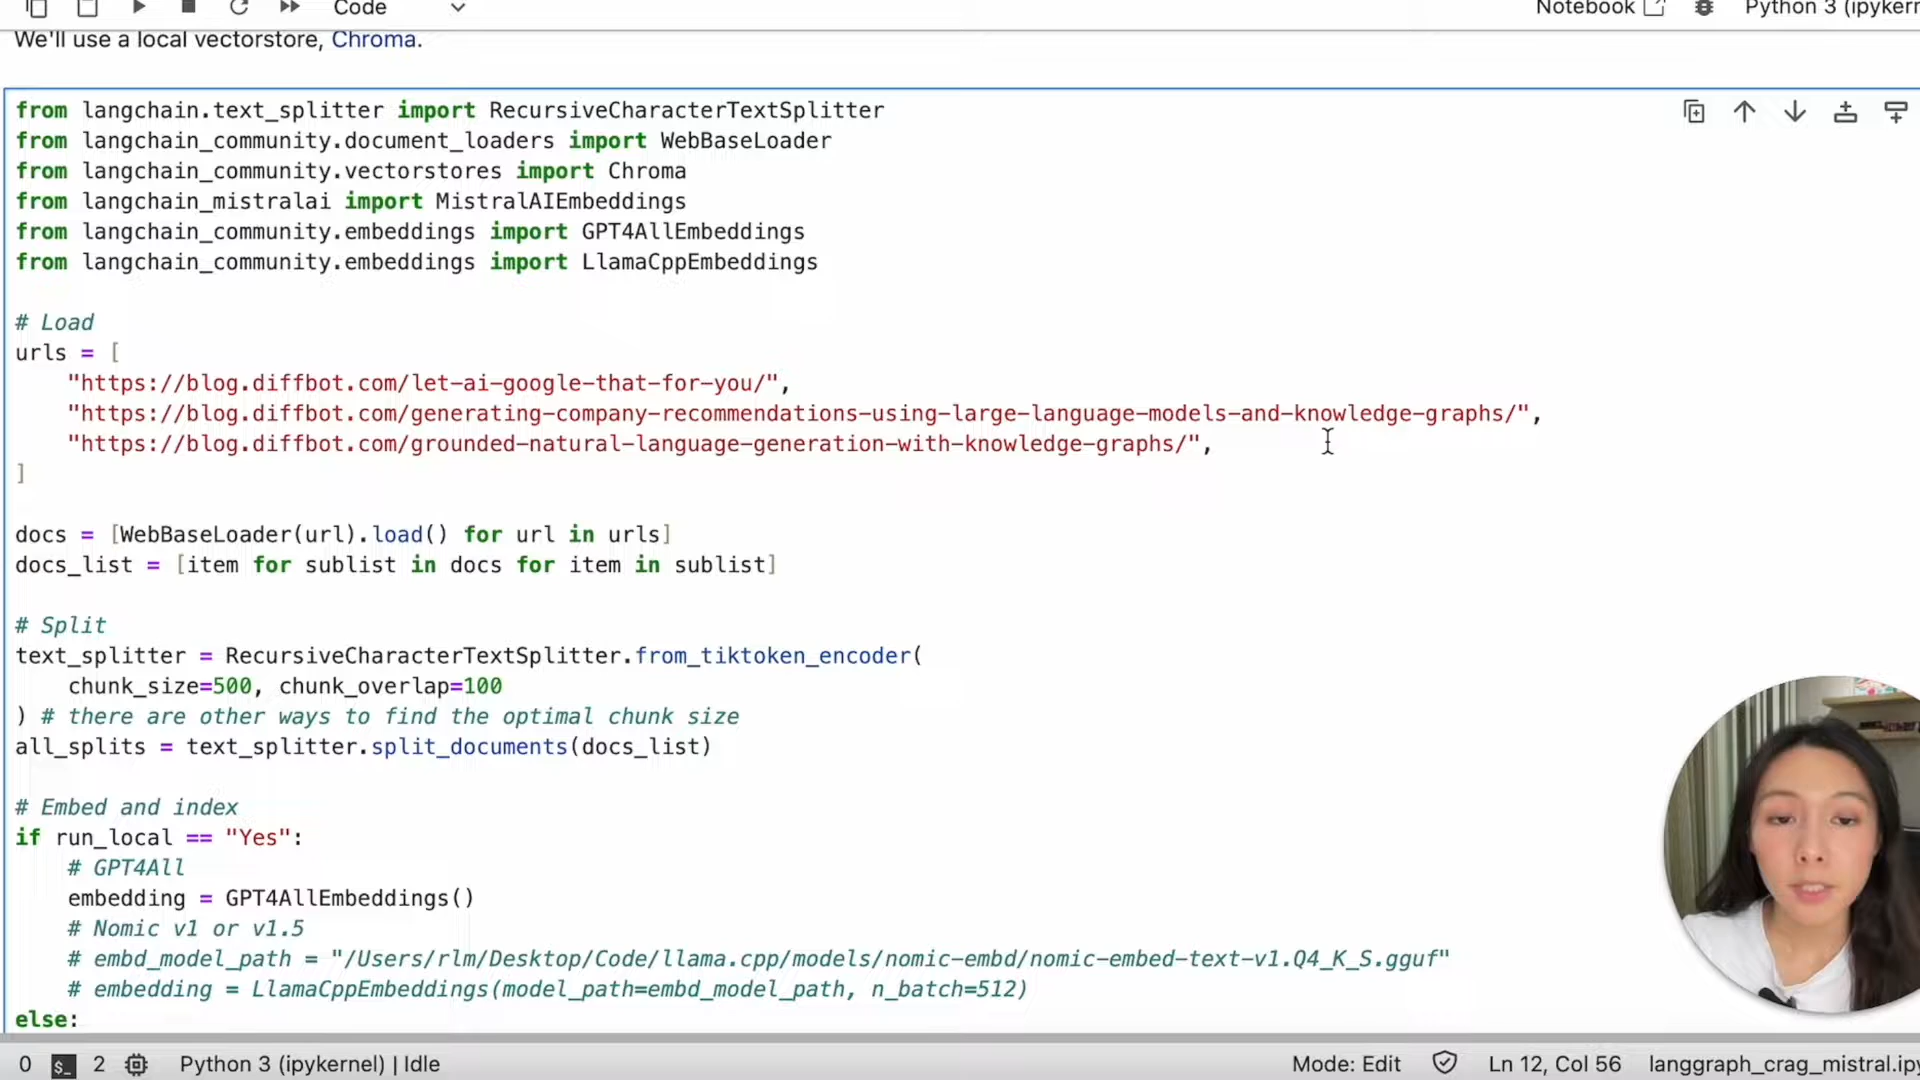 Code
Notebook
Python 3 (ipykern
We'll use a local vectorstore, Chroma.
from langchain.text_splitter import RecursiveCharacterTextSplitter
from langchain_community.document_loaders import WebBaseLoader
from langchain_community.vectorstores import Chroma
from langchain_mistralai import MistralAIEmbeddings
from langchain_community.embeddings import GPT4AllEmbeddings
from langchain_community.embeddings import LlamaCppEmbeddings
# Load
urls = [
    "https://blog.diffbot.com/let-ai-google-that-for-you/",
    "https://blog.diffbot.com/generating-company-recommendations-using-large-language-models-and-knowledge-graphs/",
    "https://blog.diffbot.com/grounded-natural-language-generation-with-knowledge-graphs/",
]
docs = [WebBaseLoader(url).load() for url in urls]
docs_list = [item for sublist in docs for item in sublist]
# Split
text_splitter = RecursiveCharacterTextSplitter.from_tiktoken_encoder(
    chunk_size=500, chunk_overlap=100
) # there are other ways to find the optimal chunk size
all_splits = text_splitter.split_documents(docs_list)
# Embed and index
if run_local == "Yes":
    # GPT4All
    embedding = GPT4AllEmbeddings()
    # Nomic v1 or v1.5
    # embd_model_path = "/Users/rlm/Desktop/Code/llama.cpp/models/nomic-embd/nomic-embed-text-v1.Q4_K_S.gguf"
    # embedding = LlamaCppEmbeddings(model_path=embd_model_path, n_batch=512)
else:
0 $_ 2 Python 3 (ipykernel) | Idle
Mode: Edit
Ln 12, Col 56
langgraph_crag_mistral.ipy